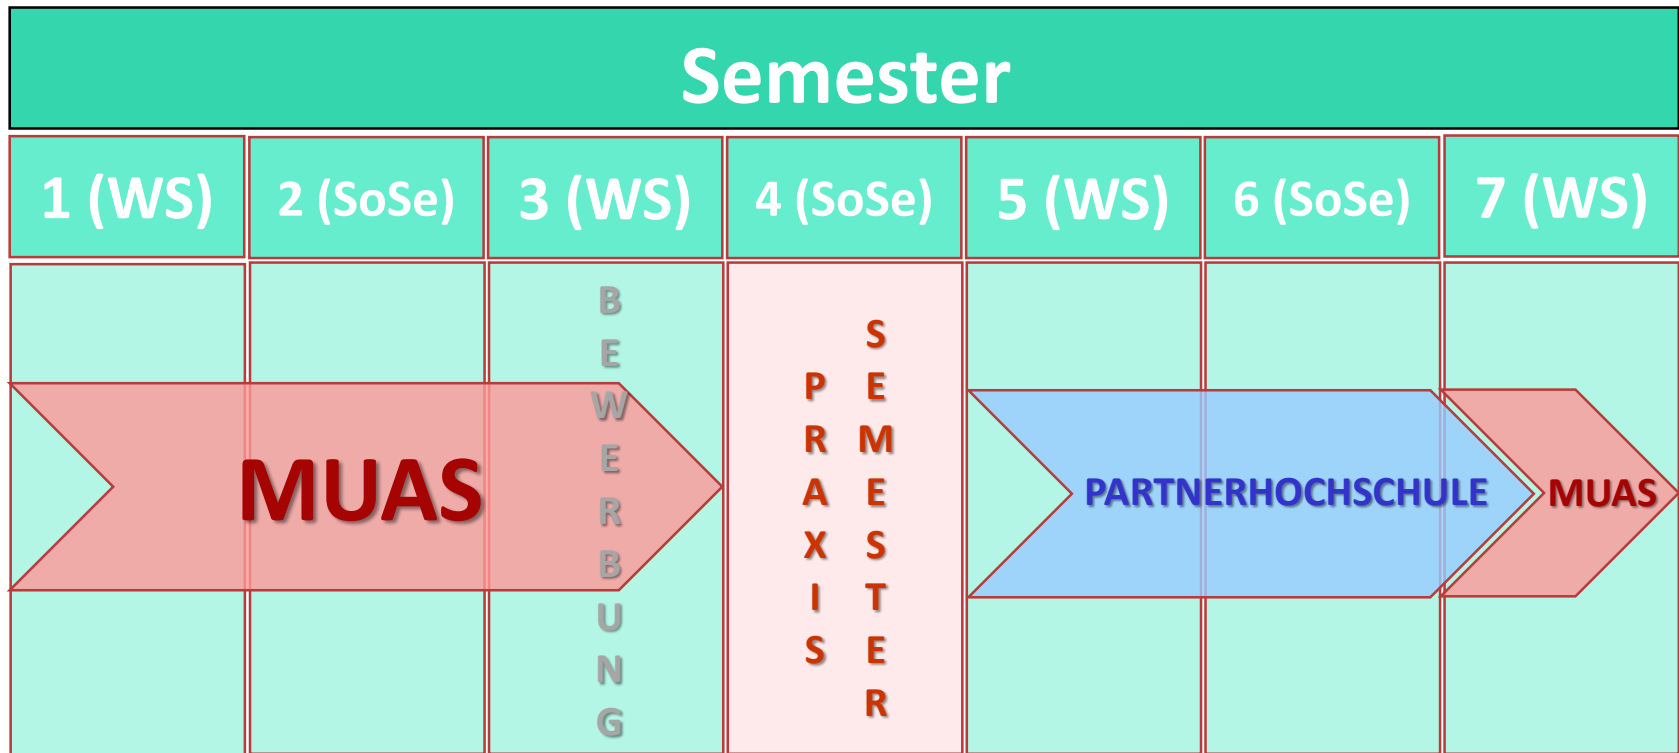 Semester
1 (WS)
2 (SoSe)
3 (WS)
4 (SoSe)
5 (WS)
6 (SoSe)
7 (WS)
MUAS
BEWERBUNG
PRAXIS
SEMESTER
PARTNERHOCHSCHULE
MUAS